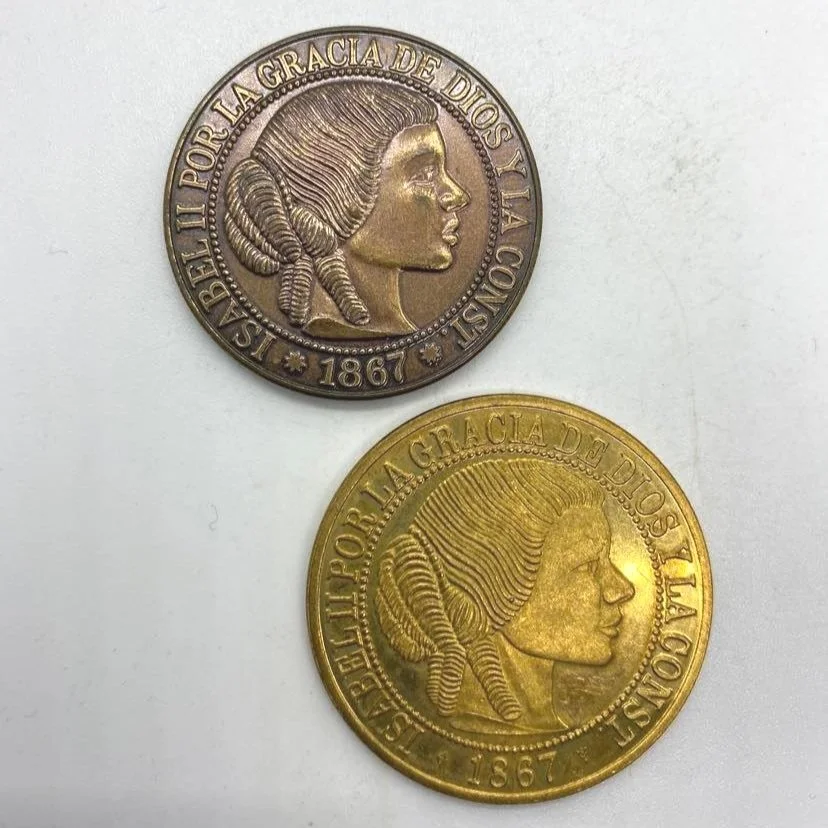 ISABEL II POR LA GRACIA DE DIOS Y LA CONST.
1867
ISABEL II POR LA GRACIA DE DIOS Y LA CONST.
1867